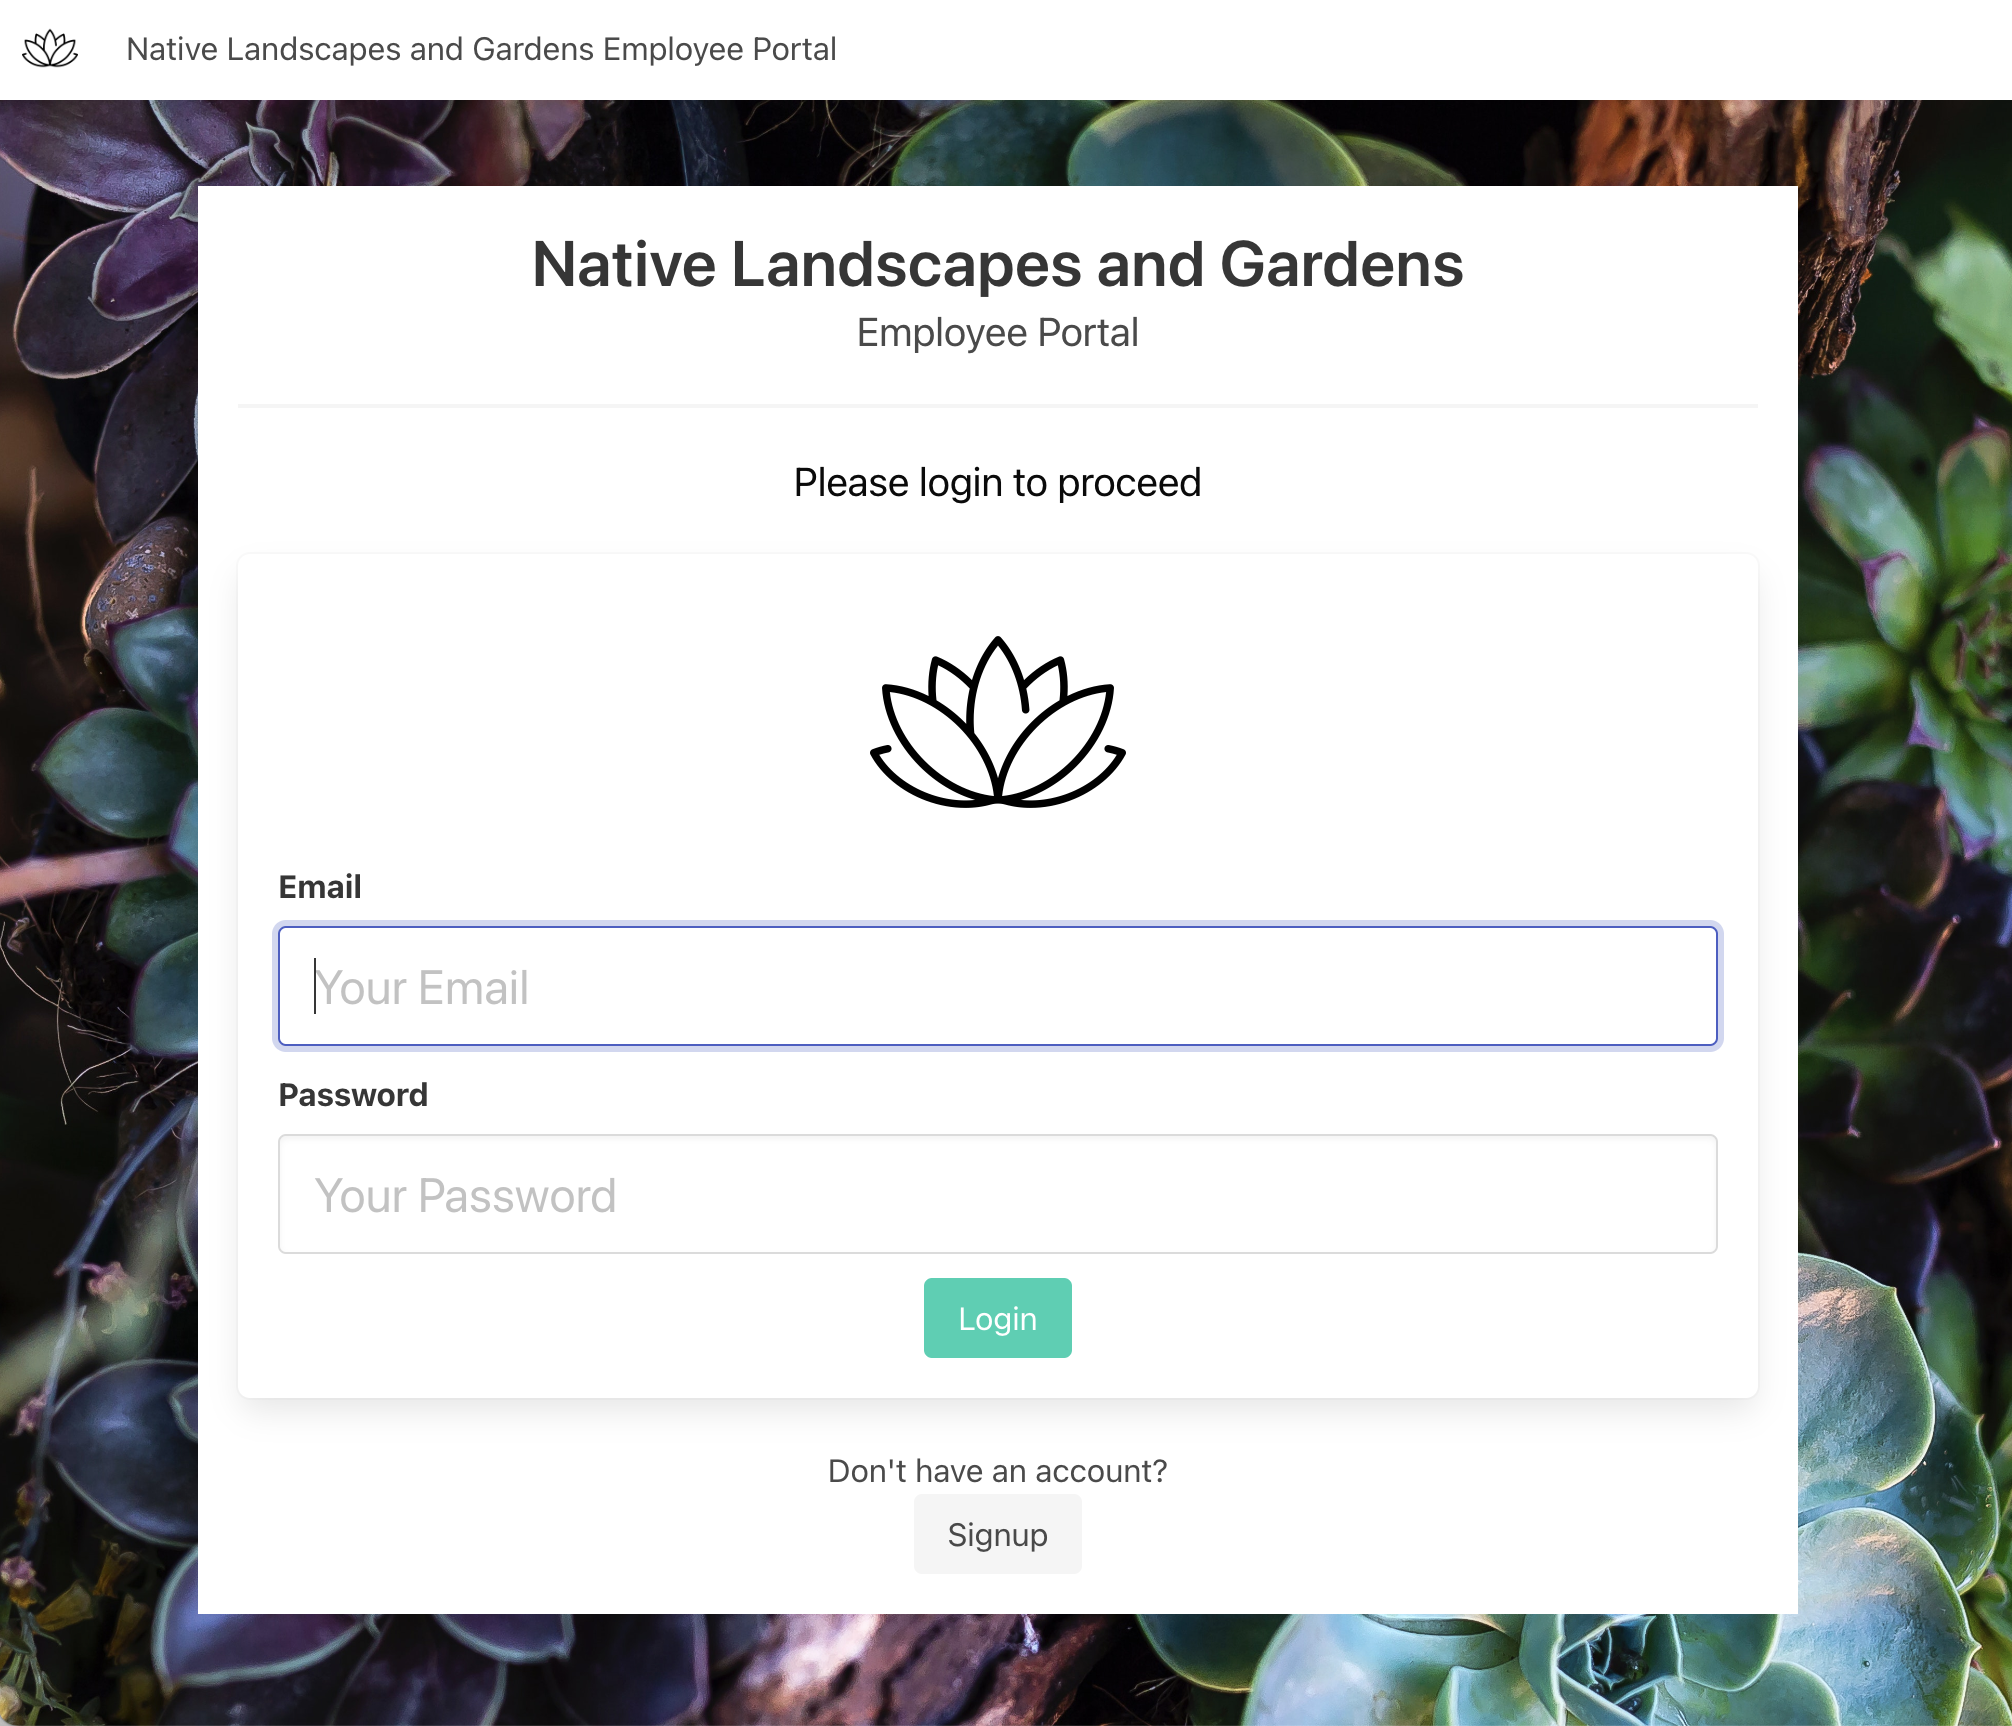 Native Landscapes and Gardens Employee Portal
Native Landscapes and Gardens
Employee Portal
Please login to proceed
Email
Your Email
Password
Your Password
Login
Don't have an account?
Signup